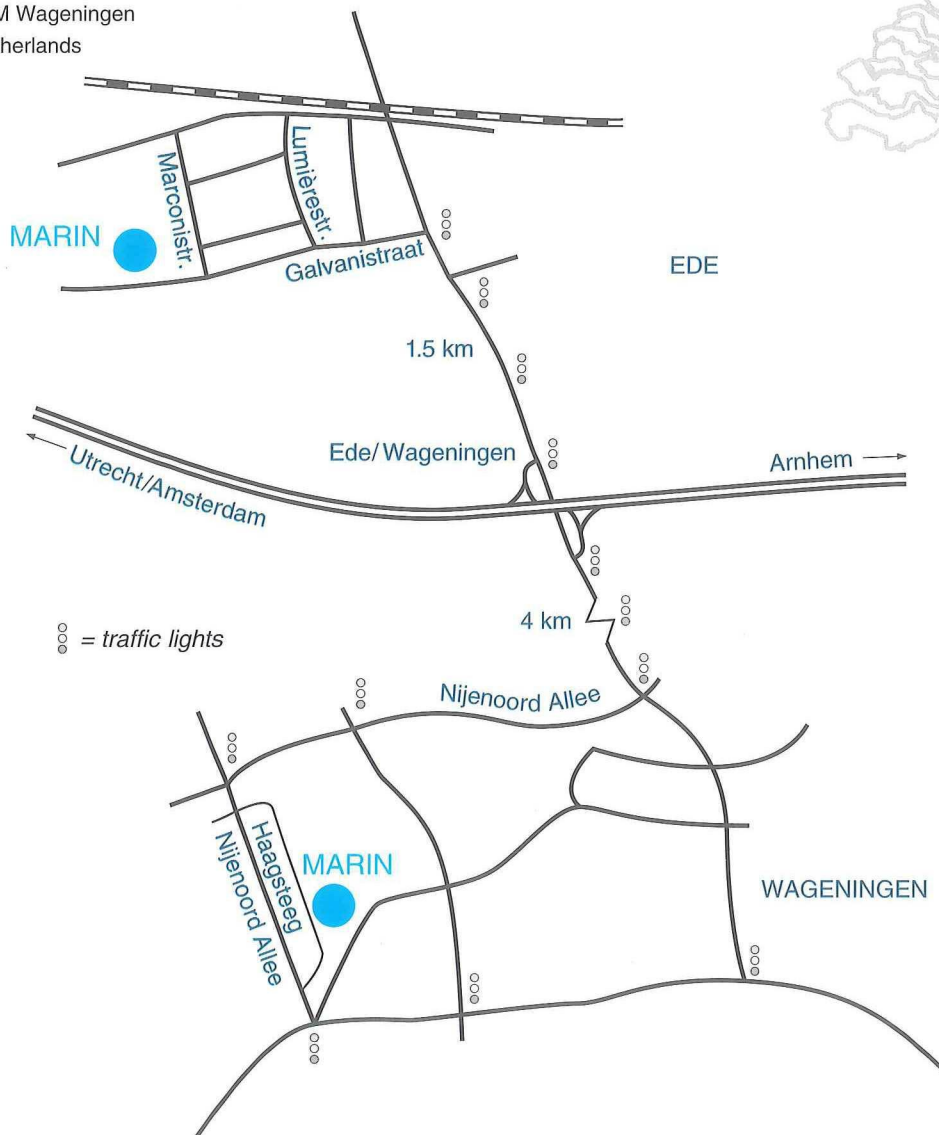 M Wageningen
herlands
Marconistr.
Lumièrestr.
MARIN
Galvanistraat
EDE
1.5 km
Ede/Wageningen
Arnhem
Utrecht/Amsterdam
4 km
= traffic lights
Nijenoord Allee
Haagsteeg
Nijenoord Allee
MARIN
WAGENINGEN